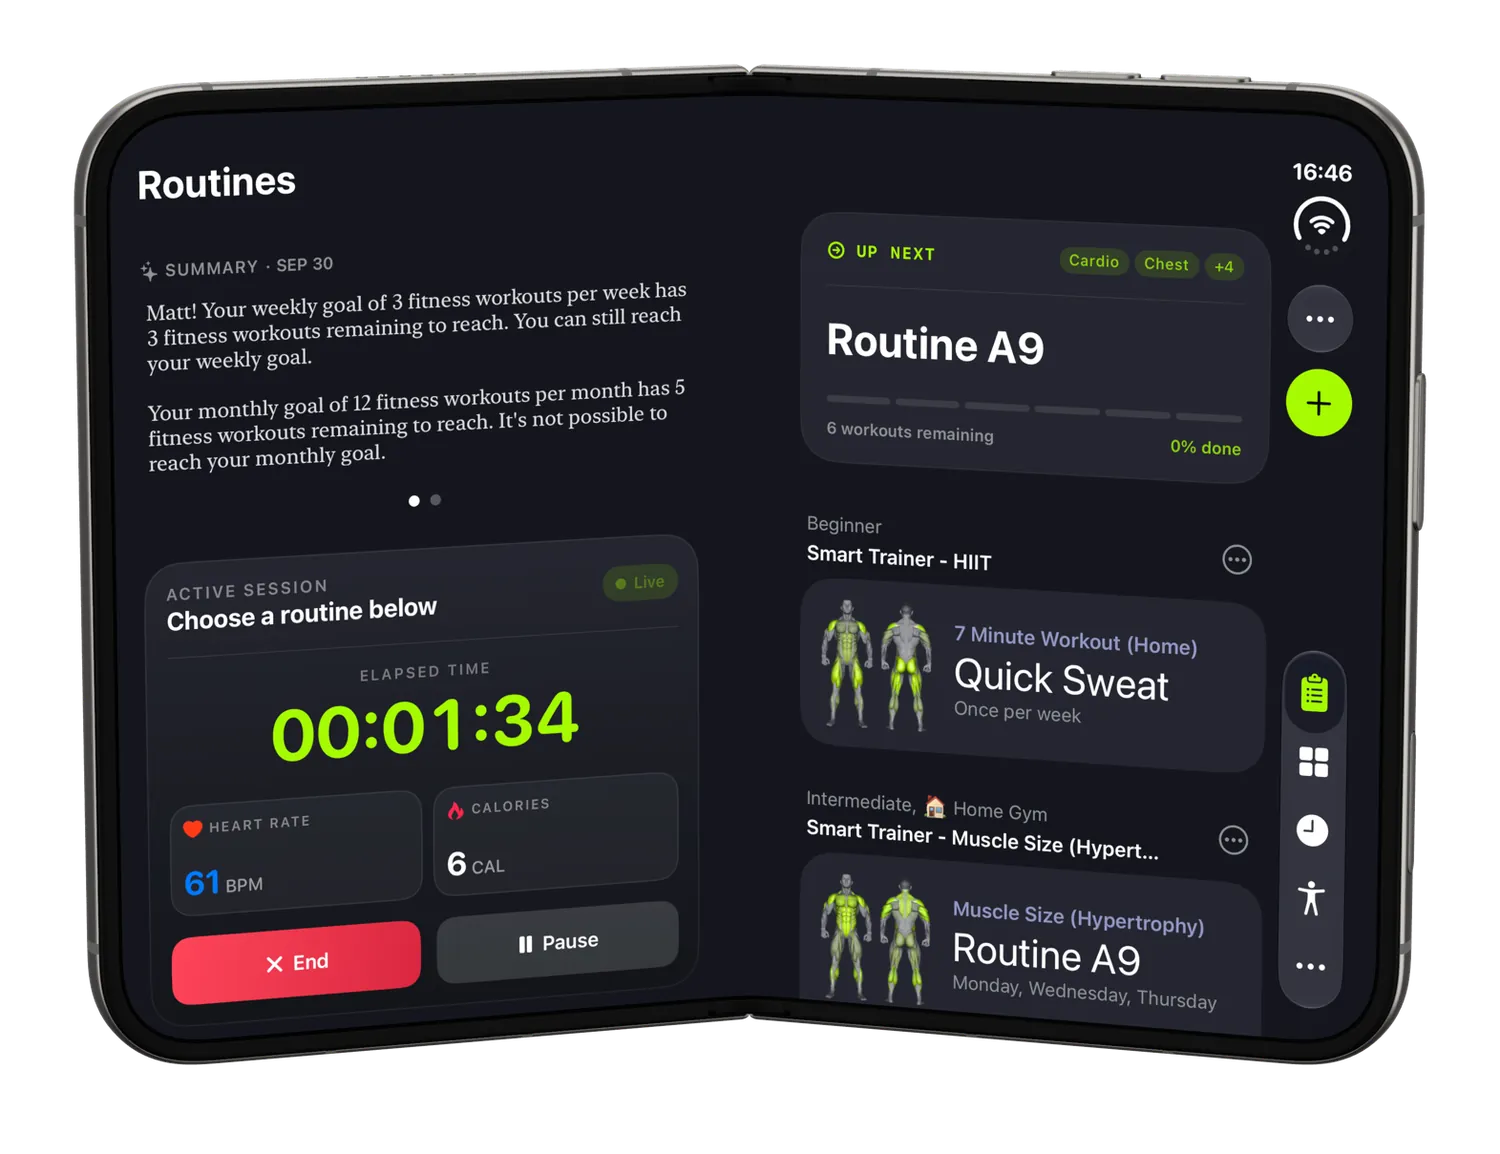 Routines
SUMMARY · SEP 30
Matt! Your weekly goal of 3 fitness workouts per week has
3 fitness workouts remaining to reach. You can still reach
your weekly goal.
Your monthly goal of 12 fitness workouts per month has 5
fitness workouts remaining to reach. It's not possible to
reach your monthly goal.
ACTIVE SESSION
Live
Choose a routine below
ELAPSED TIME
00:01:34
HEART RATE
61 BPM
CALORIES
6 CAL
End
Pause
16:46
UP NEXT
Cardio
Chest
+4
Routine A9
6 workouts remaining
0% done
Beginner
Smart Trainer - HIIT
7 Minute Workout (Home)
Quick Sweat
Once per week
Intermediate, 🏠 Home Gym
Smart Trainer - Muscle Size (Hypert...
Muscle Size (Hypertrophy)
Routine A9
Monday, Wednesday, Thursday